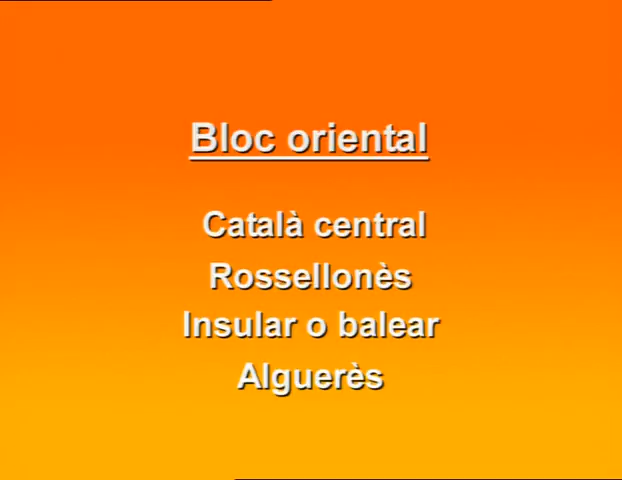 Bloc oriental
Català central
Rossellonès
Insular o balear
Alguerès